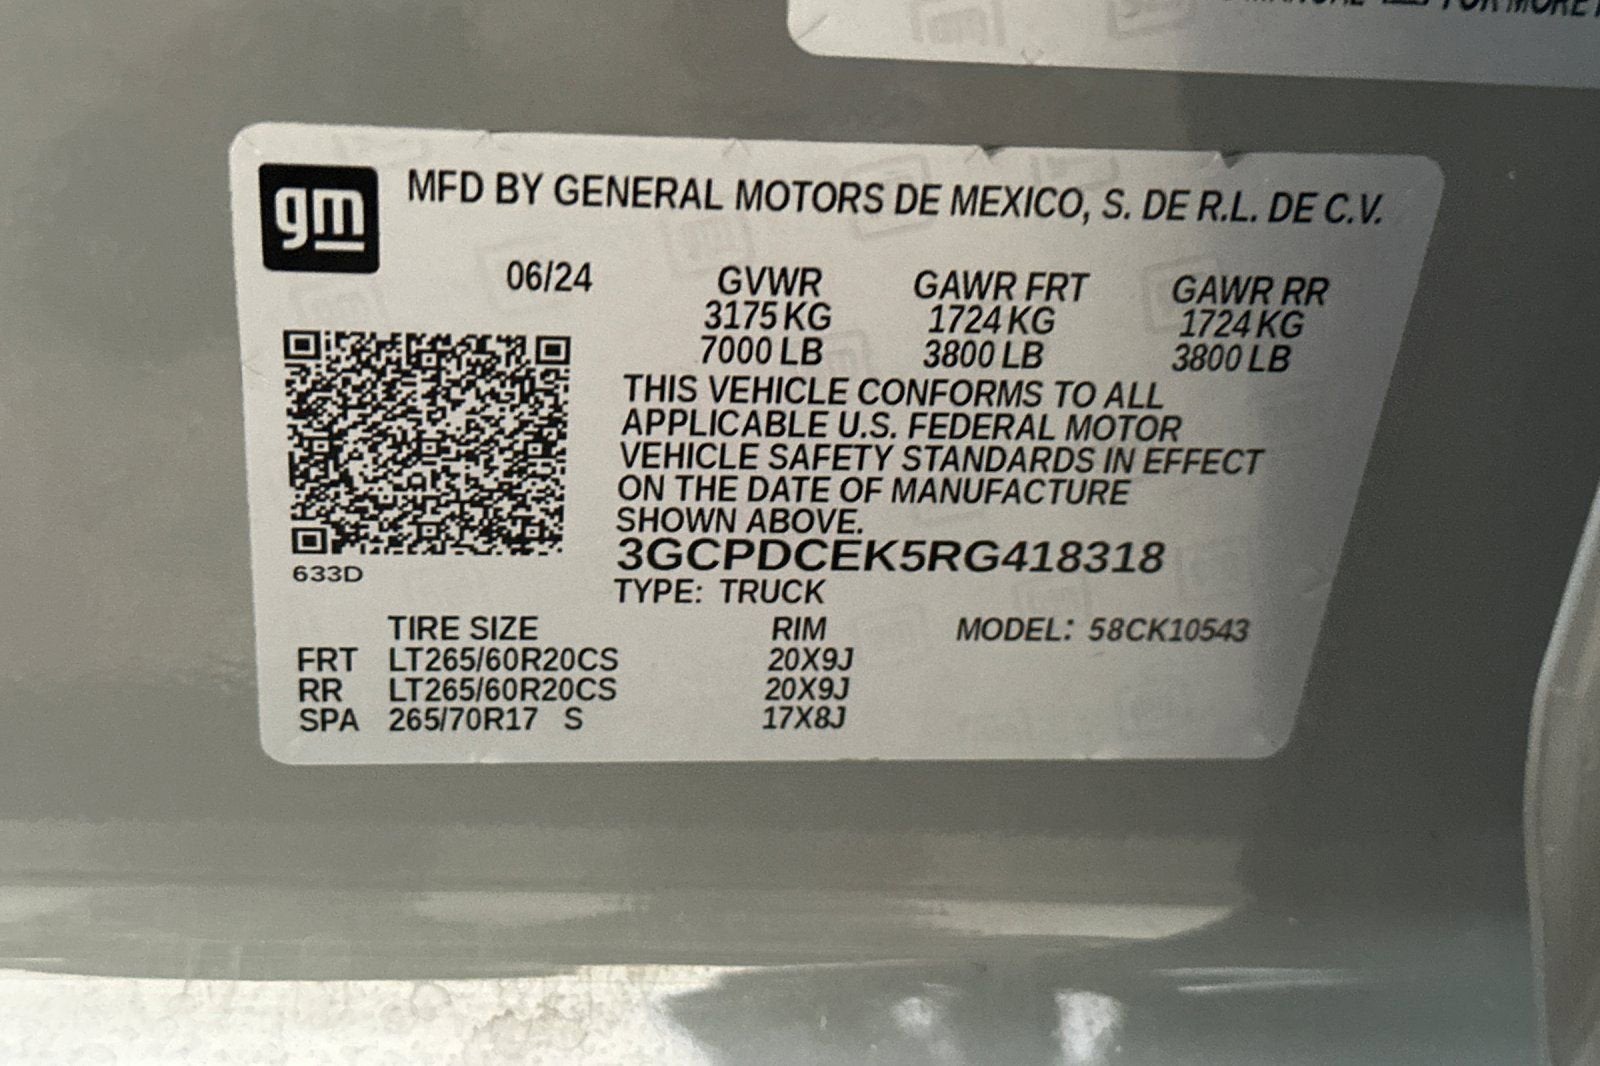 FOR MORE
gm
MFD BY GENERAL MOTORS DE MEXICO, S. DE R.L. DE C.V.
06/24 GVWR GAWR FRT GAWR RR
3175 KG 1724 KG 1724 KG
7000 LB 3800 LB 3800 LB
THIS VEHICLE CONFORMS TO ALL
APPLICABLE U.S. FEDERAL MOTOR
VEHICLE SAFETY STANDARDS IN EFFECT
ON THE DATE OF MANUFACTURE
SHOWN ABOVE.
3GCPDCEK5RG418318
633D
TYPE: TRUCK
TIRE SIZE RIM MODEL: 58CK10543
FRT LT265/60R20CS 20X9J
RR LT265/60R20CS 20X9J
SPA 265/70R17 S 17X8J